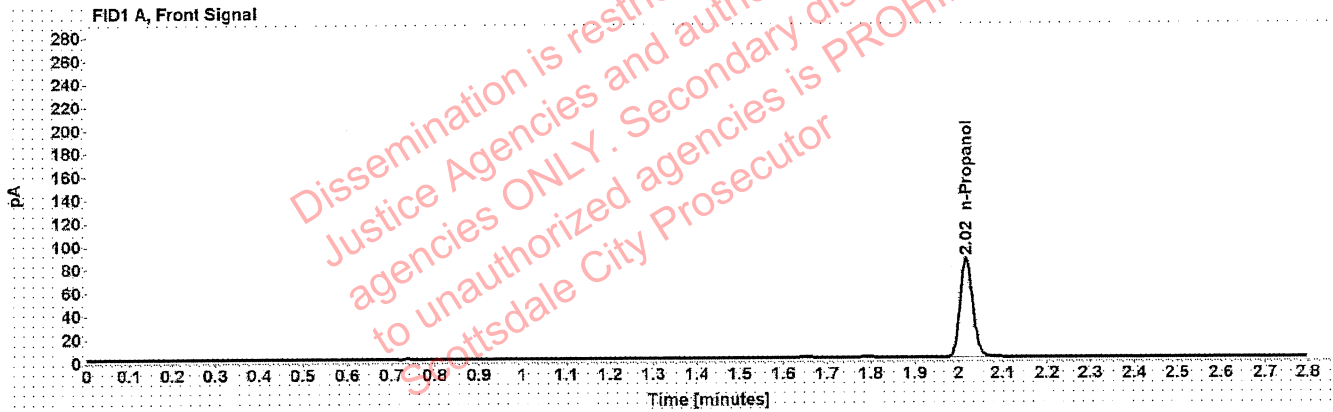 FID1 A, Front Signal
280
260
240
220
200
180
160
140
120
100
80
60
40
20
0
pA
2.02 n-Propanol
0 0.1 0.2 0.3 0.4 0.5 0.6 0.7 0.8 0.9 1 1.1 1.2 1.3 1.4 1.5 1.6 1.7 1.8 1.9 2 2.1 2.2 2.3 2.4 2.5 2.6 2.7 2.8
Time [minutes]
Dissemination is
Justice Agencies and
agencies ONLY. Secondary
to unauthorized agencies is
Scottsdale City Prosecutor